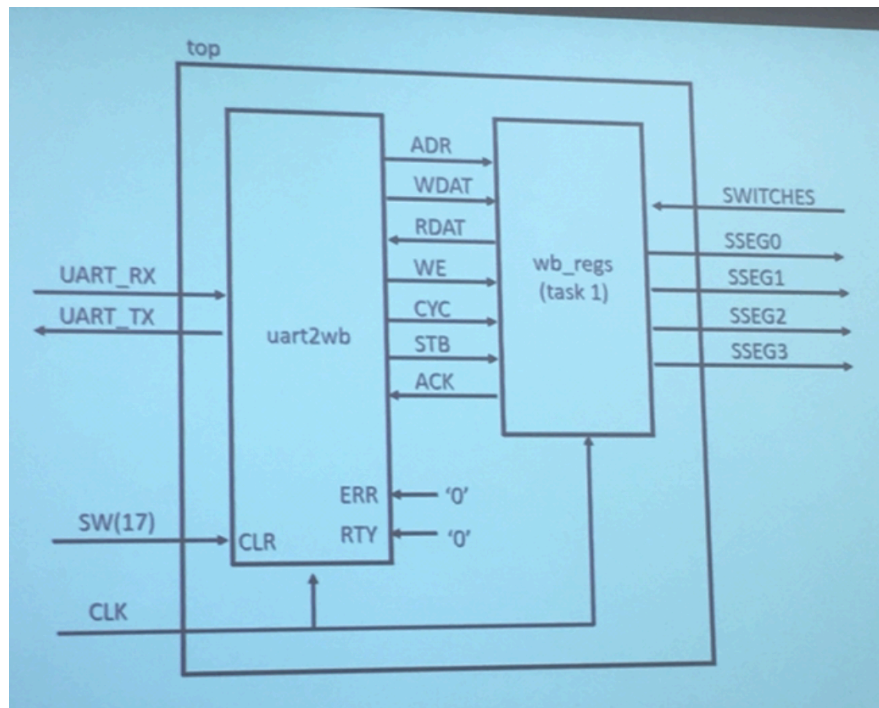 top
ADR
WDAT
RDAT
WE
CYC
STB
ACK
UART_RX
UART_TX
uart2wb
wb_regs
(task 1)
SWITCHES
SSEG0
SSEG1
SSEG2
SSEG3
ERR
'0'
RTY
'0'
SW(17)
CLR
CLK